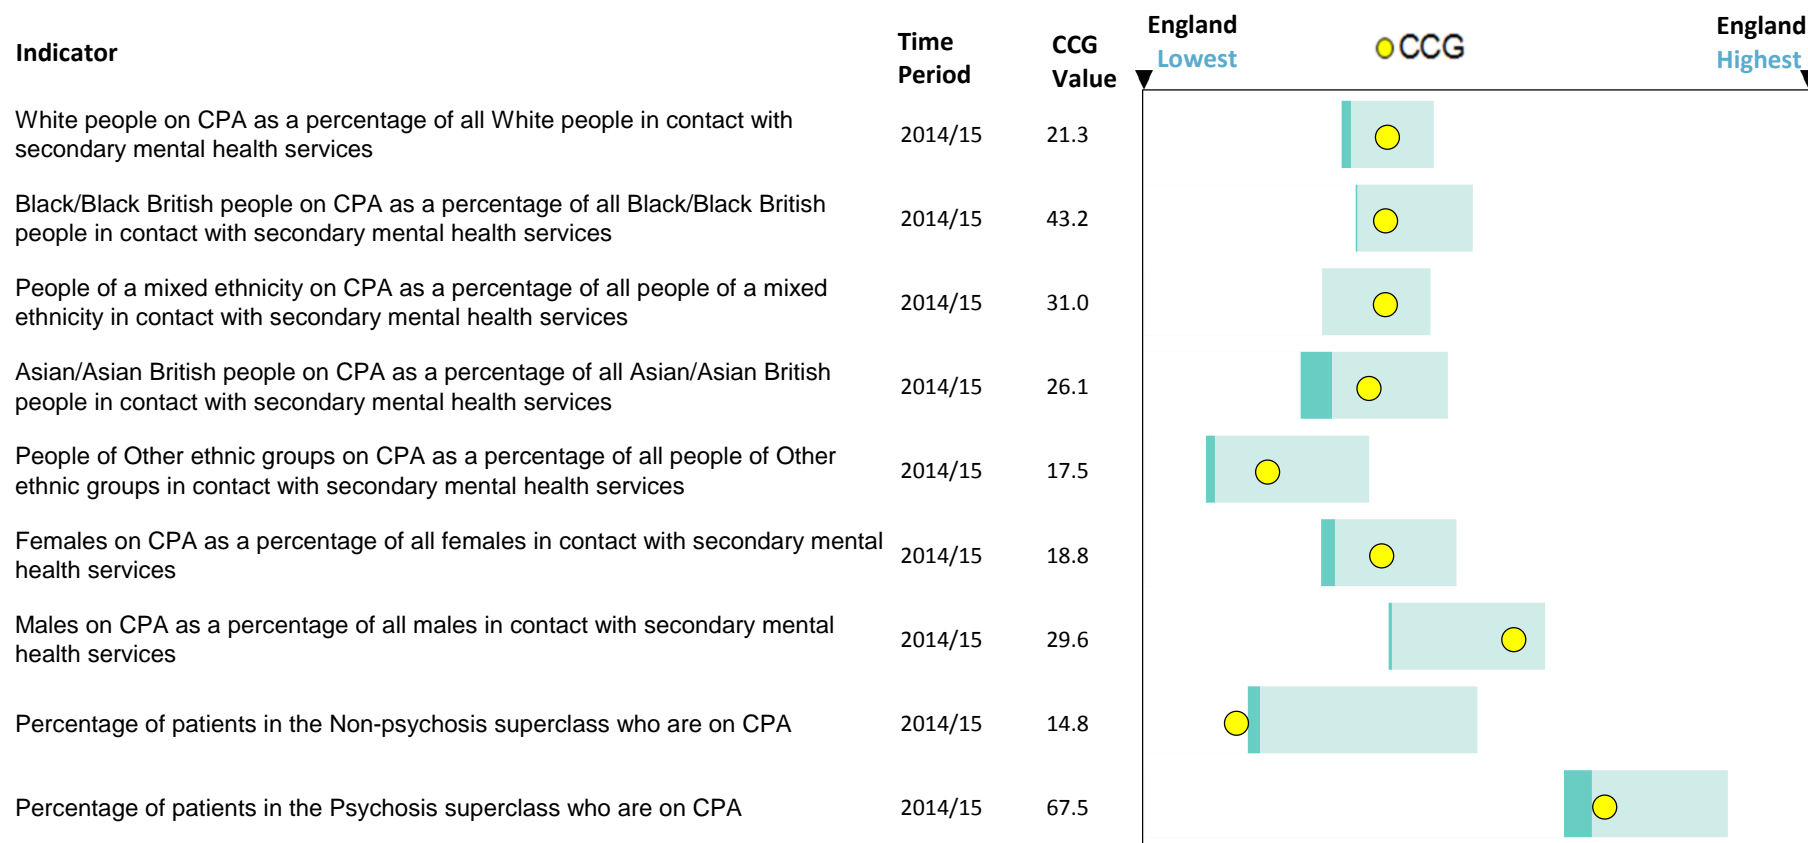 Indicator
Time Period
CCG Value
England Lowest
CCG
England Highest
White people on CPA as a percentage of all White people in contact with
secondary mental health services
2014/15
21.3
Black/Black British people on CPA as a percentage of all Black/Black British
people in contact with secondary mental health services
2014/15
43.2
People of a mixed ethnicity on CPA as a percentage of all people of a mixed
ethnicity in contact with secondary mental health services
2014/15
31.0
Asian/Asian British people on CPA as a percentage of all Asian/Asian British
people in contact with secondary mental health services
2014/15
26.1
People of Other ethnic groups on CPA as a percentage of all people of Other
ethnic groups in contact with secondary mental health services
2014/15
17.5
Females on CPA as a percentage of all females in contact with secondary mental
health services
2014/15
18.8
Males on CPA as a percentage of all males in contact with secondary mental
health services
2014/15
29.6
Percentage of patients in the Non-psychosis superclass who are on CPA
2014/15
14.8
Percentage of patients in the Psychosis superclass who are on CPA
2014/15
67.5